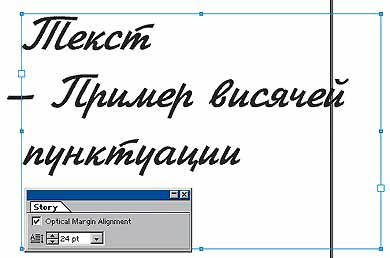 Текст
– Пример висячей
пунктуации
Story
Optical Margin Alignment
24 pt